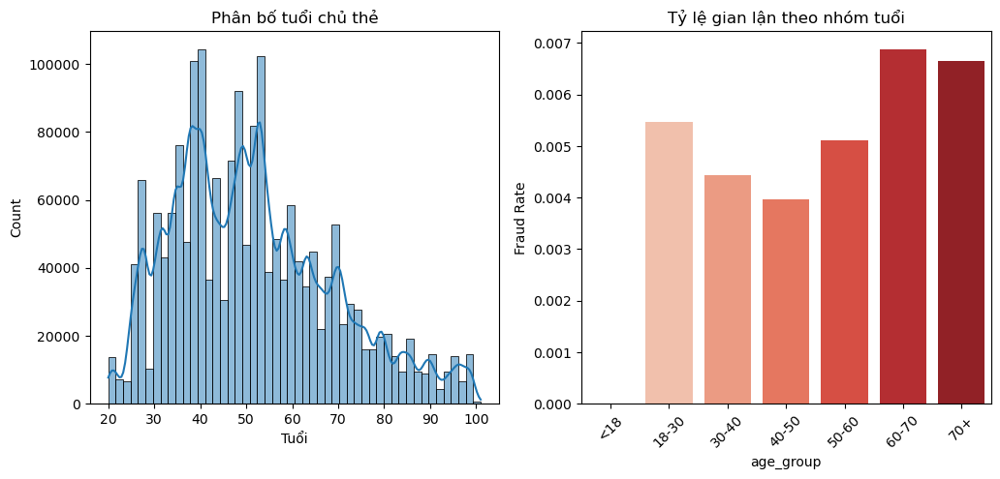 Phân bố tuổi chủ thẻ
Count
100000
80000
60000
40000
20000
0
20 30 40 50 60 70 80 90 100
Tuổi
Tỷ lệ gian lận theo nhóm tuổi
Fraud Rate
0.007
0.006
0.005
0.004
0.003
0.002
0.001
0.000
<18 18-30 30-40 40-50 50-60 60-70 70+
age_group